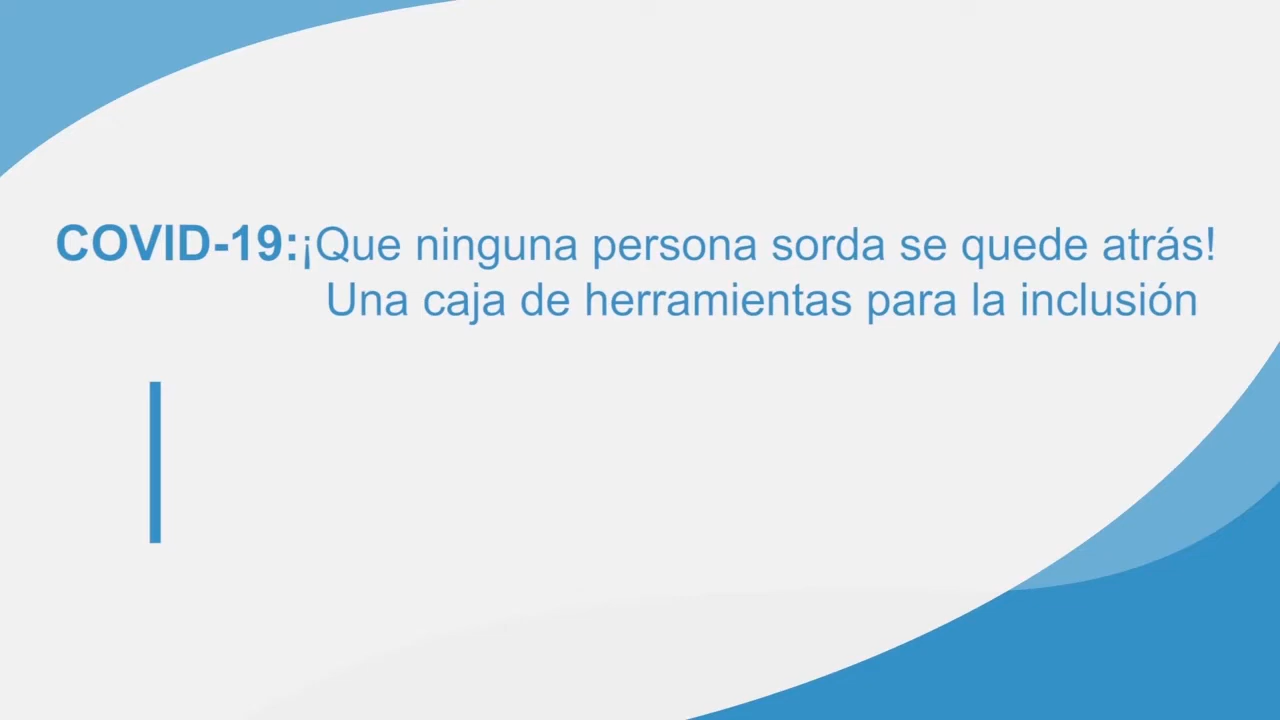 COVID-19:¡Que ninguna persona sorda se quede atrás!
Una caja de herramientas para la inclusión